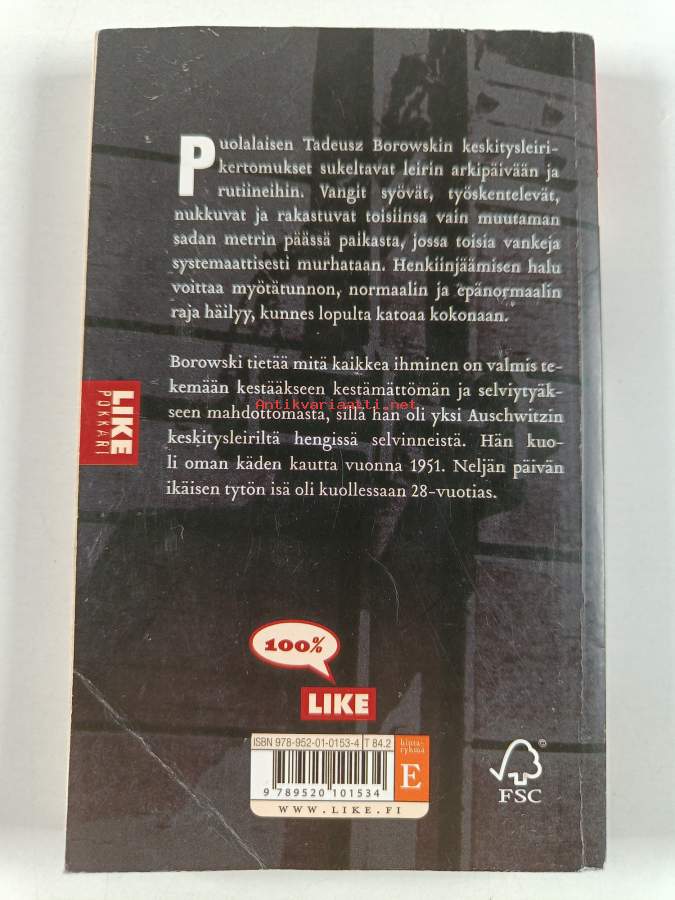 Puolalaisen Tadeusz Borowskin keskitysleiri-
kertomukset sukeltavat leirin arkipäivään ja
rutiineihin. Vangit syövät, työskentelevät,
nukkuvat ja rakastuvat toisiinsa vain muutaman
sadan metrin päässä paikasta, jossa toisia vankeja
systemaattisesti murhataan. Henkiinjäämisen halu
voittaa myötätunnon, normaalin ja epänormaalin
raja häilyy, kunnes lopulta katoaa kokonaan.
Borowski tietää mitä kaikkea ihminen on valmis te-
kemään kestääkseen kestämättömän ja selviytyäk-
Antikvariaatti.net
seen mahdottomasta, sillä hän oli yksi Auschwitzin
keskitysleiriltä hengissä selvinneistä. Hän kuo-
li oman käden kautta vuonna 1951. Neljän päivän
ikäisen tytön isä oli kuollessaan 28-vuotias.
LIKE
POKKARI
100%
LIKE
ISBN 978-952-01-0153-4 T 84.2
hinta-
ryhmä
E
9 789520 101534
WWW.LIKE.FI
©
FSC